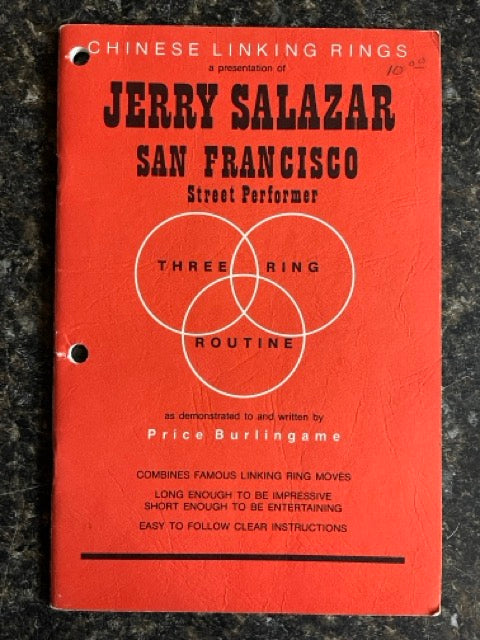 CHINESE LINKING RINGS
a presentation of
10.00
JERRY SALAZAR
SAN FRANCISCO
Street Performer
THREE RING
ROUTINE
as demonstrated to and written by
Price Burlingame
COMBINES FAMOUS LINKING RING MOVES
LONG ENOUGH TO BE IMPRESSIVE
SHORT ENOUGH TO BE ENTERTAINING
EASY TO FOLLOW CLEAR INSTRUCTIONS